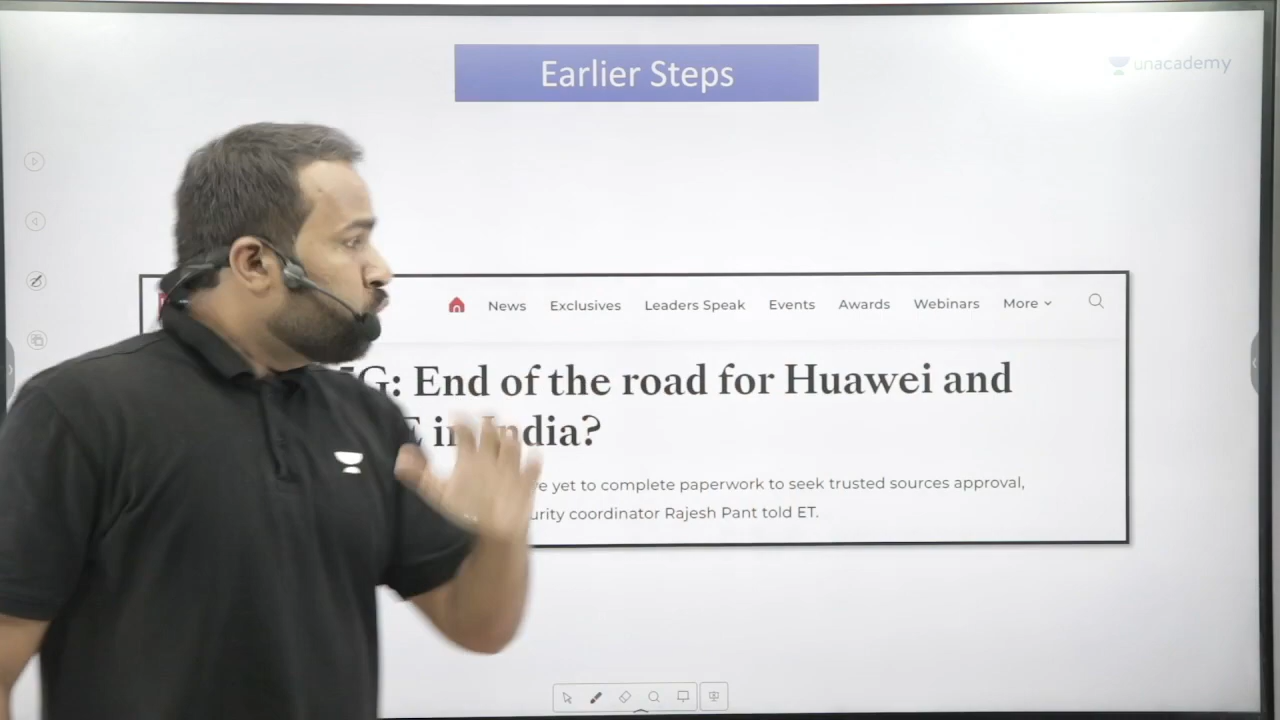 Earlier Steps
unacademy
News Exclusives Leaders Speak Events Awards Webinars More
G: End of the road for Huawei and
in India?
yet to complete paperwork to seek trusted sources approval,
coordinator Rajesh Pant told ET.